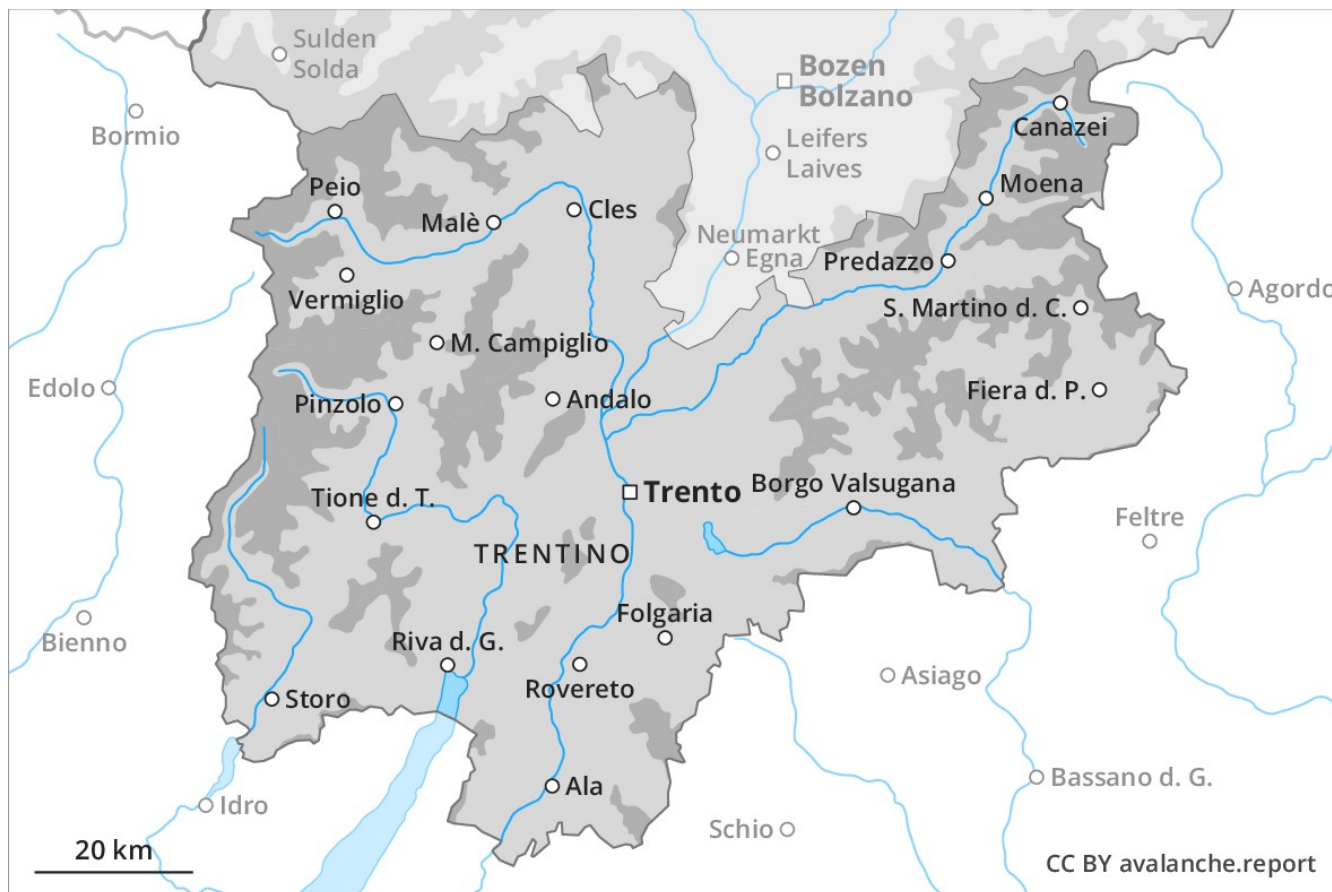 Sulden
Solda
Bozen
Bolzano
Bormio
Canazei
Leifers
Laives
Peio
Moena
Malè
Cles
Neumarkt
Egna
Predazzo
Vermiglio
Agordo
S. Martino d. C.
M. Campiglio
Edolo
Pinzolo
Andalo
Fiera d. P.
Trento
Borgo Valsugana
Tione d. T.
Feltre
TRENTINO
Folgaria
Bienno
Riva d. G.
Asiago
Rovereto
Storo
Bassano d. G.
Ala
Idro
Schio
20 km
CC BY avalanche.report